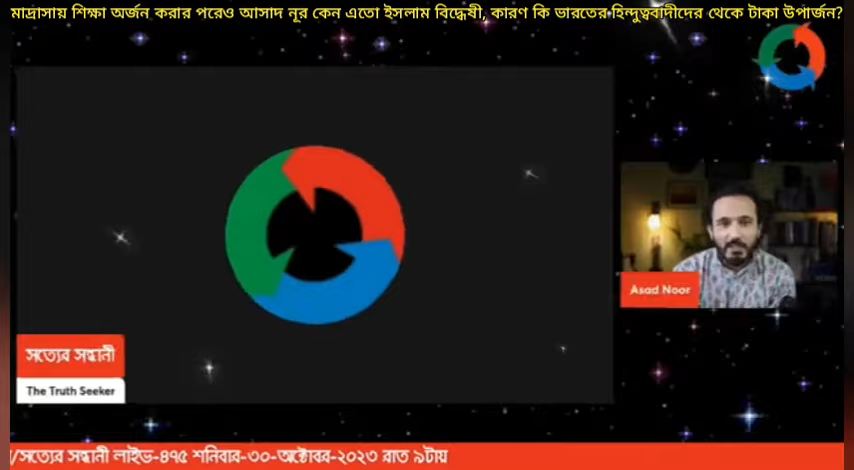 মাদ্রাসায় শিক্ষা অর্জন করার পরেও আসাদ নূর কেন এতো ইসলাম বিদ্ধেষী, কারণ কি ভারতের হিন্দুত্ববাদীদের থেকে টাকা উপার্জন?
Asad Noor
সত্যের সন্ধানী
The Truth Seeker
/সত্যের সন্ধানী লাইভ-৪৭৫ শনিবার-৩০-অক্টোবর-২০২৩ রাত ৯টায়